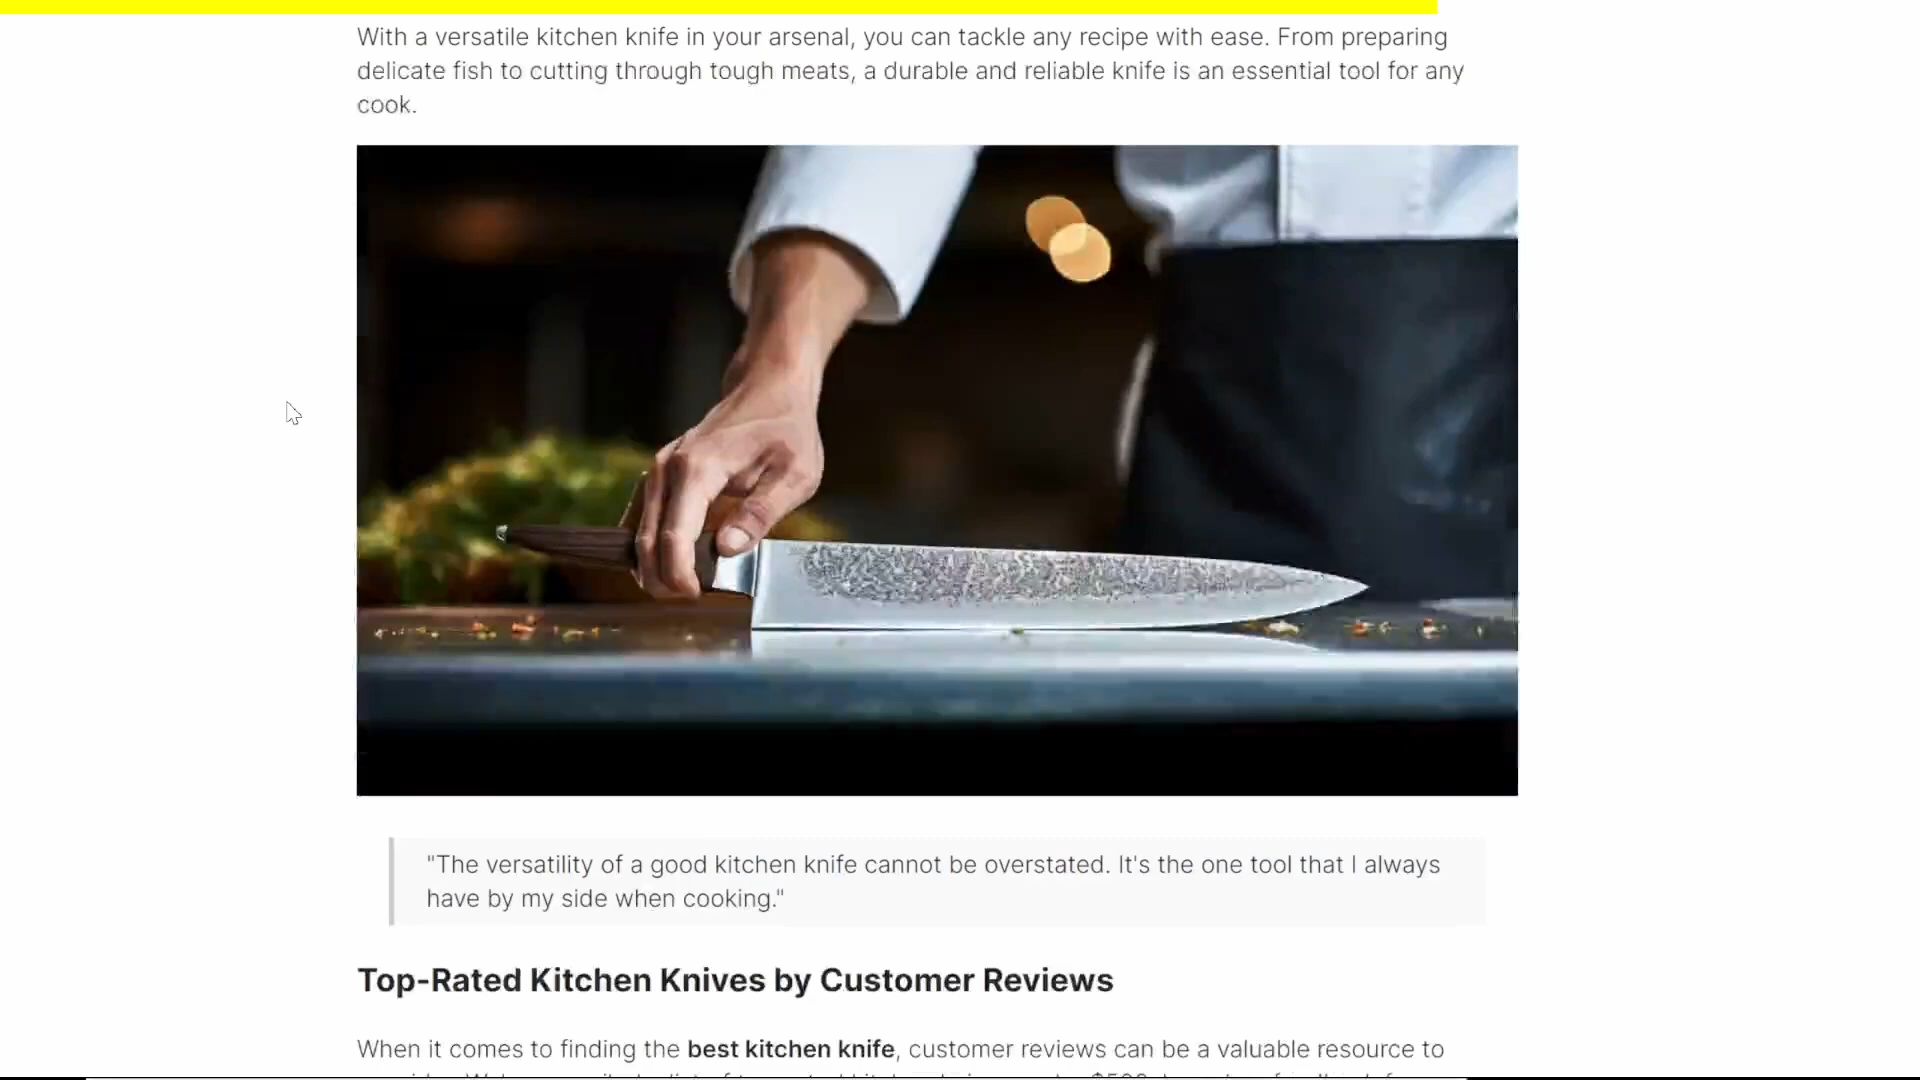 With a versatile kitchen knife in your arsenal, you can tackle any recipe with ease. From preparing
delicate fish to cutting through tough meats, a durable and reliable knife is an essential tool for any
cook.
"The versatility of a good kitchen knife cannot be overstated. It's the one tool that I always
have by my side when cooking."
Top-Rated Kitchen Knives by Customer Reviews
When it comes to finding the best kitchen knife, customer reviews can be a valuable resource to